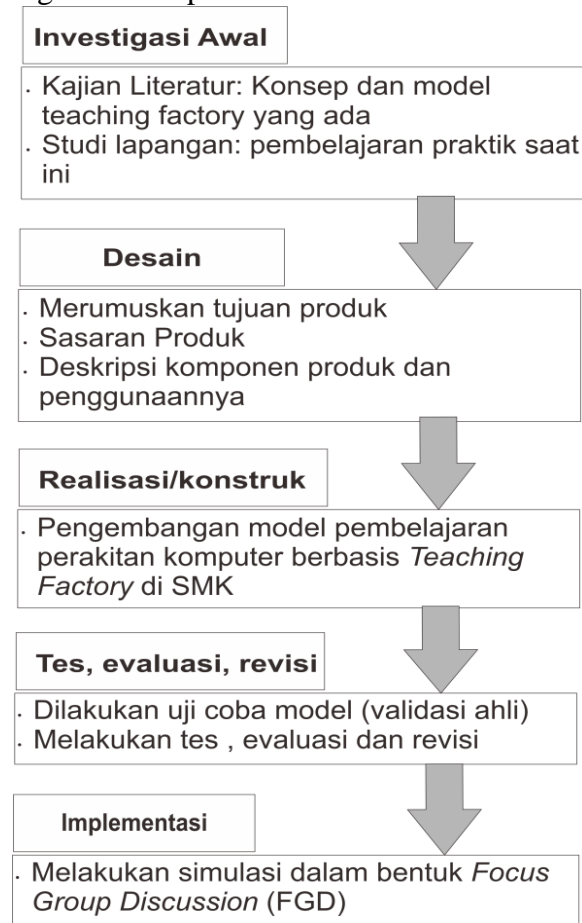 Investigasi Awal
· Kajian Literatur: Konsep dan model
teaching factory yang ada
· Studi lapangan: pembelajaran praktik saat
ini
Desain
· Merumuskan tujuan produk
· Sasaran Produk
· Deskripsi komponen produk dan
penggunaannya
Realisasi/konstruk
· Pengembangan model pembelajaran
perakitan komputer berbasis Teaching
Factory di SMK
Tes, evaluasi, revisi
· Dilakukan uji coba model (validasi ahli)
· Melakukan tes , evaluasi dan revisi
Implementasi
· Melakukan simulasi dalam bentuk Focus
Group Discussion (FGD)